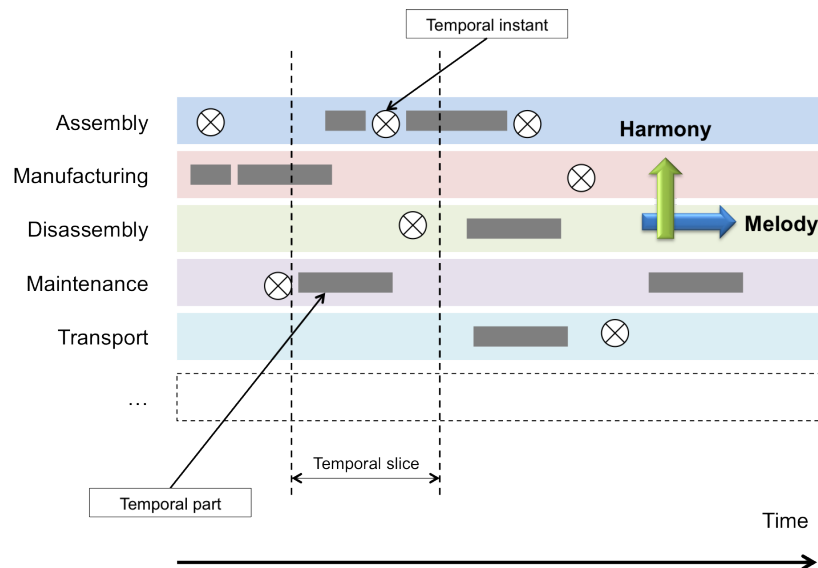 Temporal instant
Assembly
Harmony
Manufacturing
Disassembly
Melody
Maintenance
Transport
...
Temporal slice
Temporal part
Time